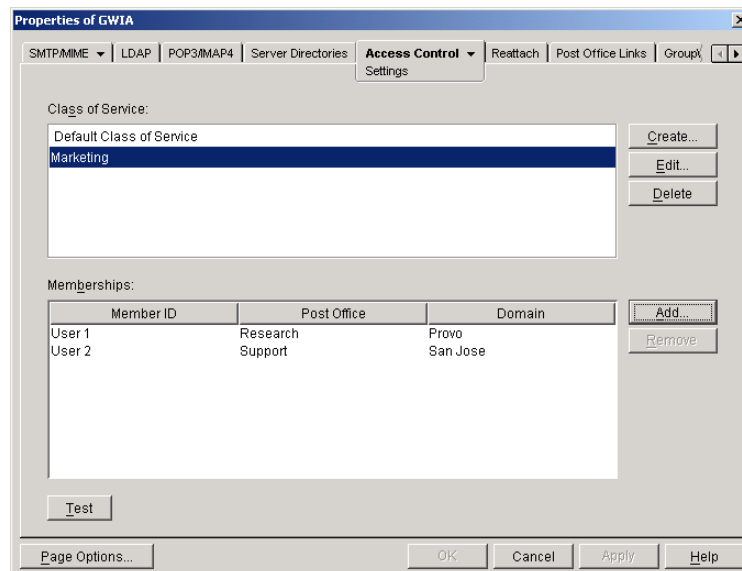 Properties of GWIA
SMTP/MIME LDAP POP3/IMAP4 Server Directories Access Control Reattach Post Office Links
Settings
Class of Service:
Default Class of Service
Marketing
Create...
Edit...
Delete
Memberships:
Member ID Post Office Domain
User 1 Research Provo
User 2 Support San Jose
Add...
Remove
Test
Page Options... OK Cancel Apply Help